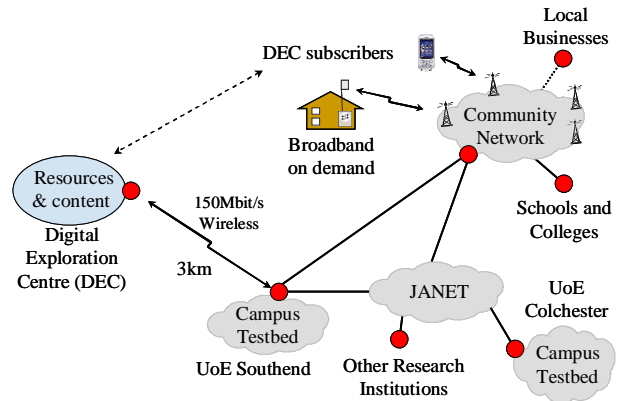 Local
Businesses
DEC subscribers
Community
Network
Broadband
on demand
Resources
& content
150Mbit/s
Wireless
Schools and
Colleges
Digital
Exploration
Centre (DEC)
3km
JANET
UoE
Colchester
Campus
Testbed
UoE Southend
Other Research
Institutions
Campus
Testbed